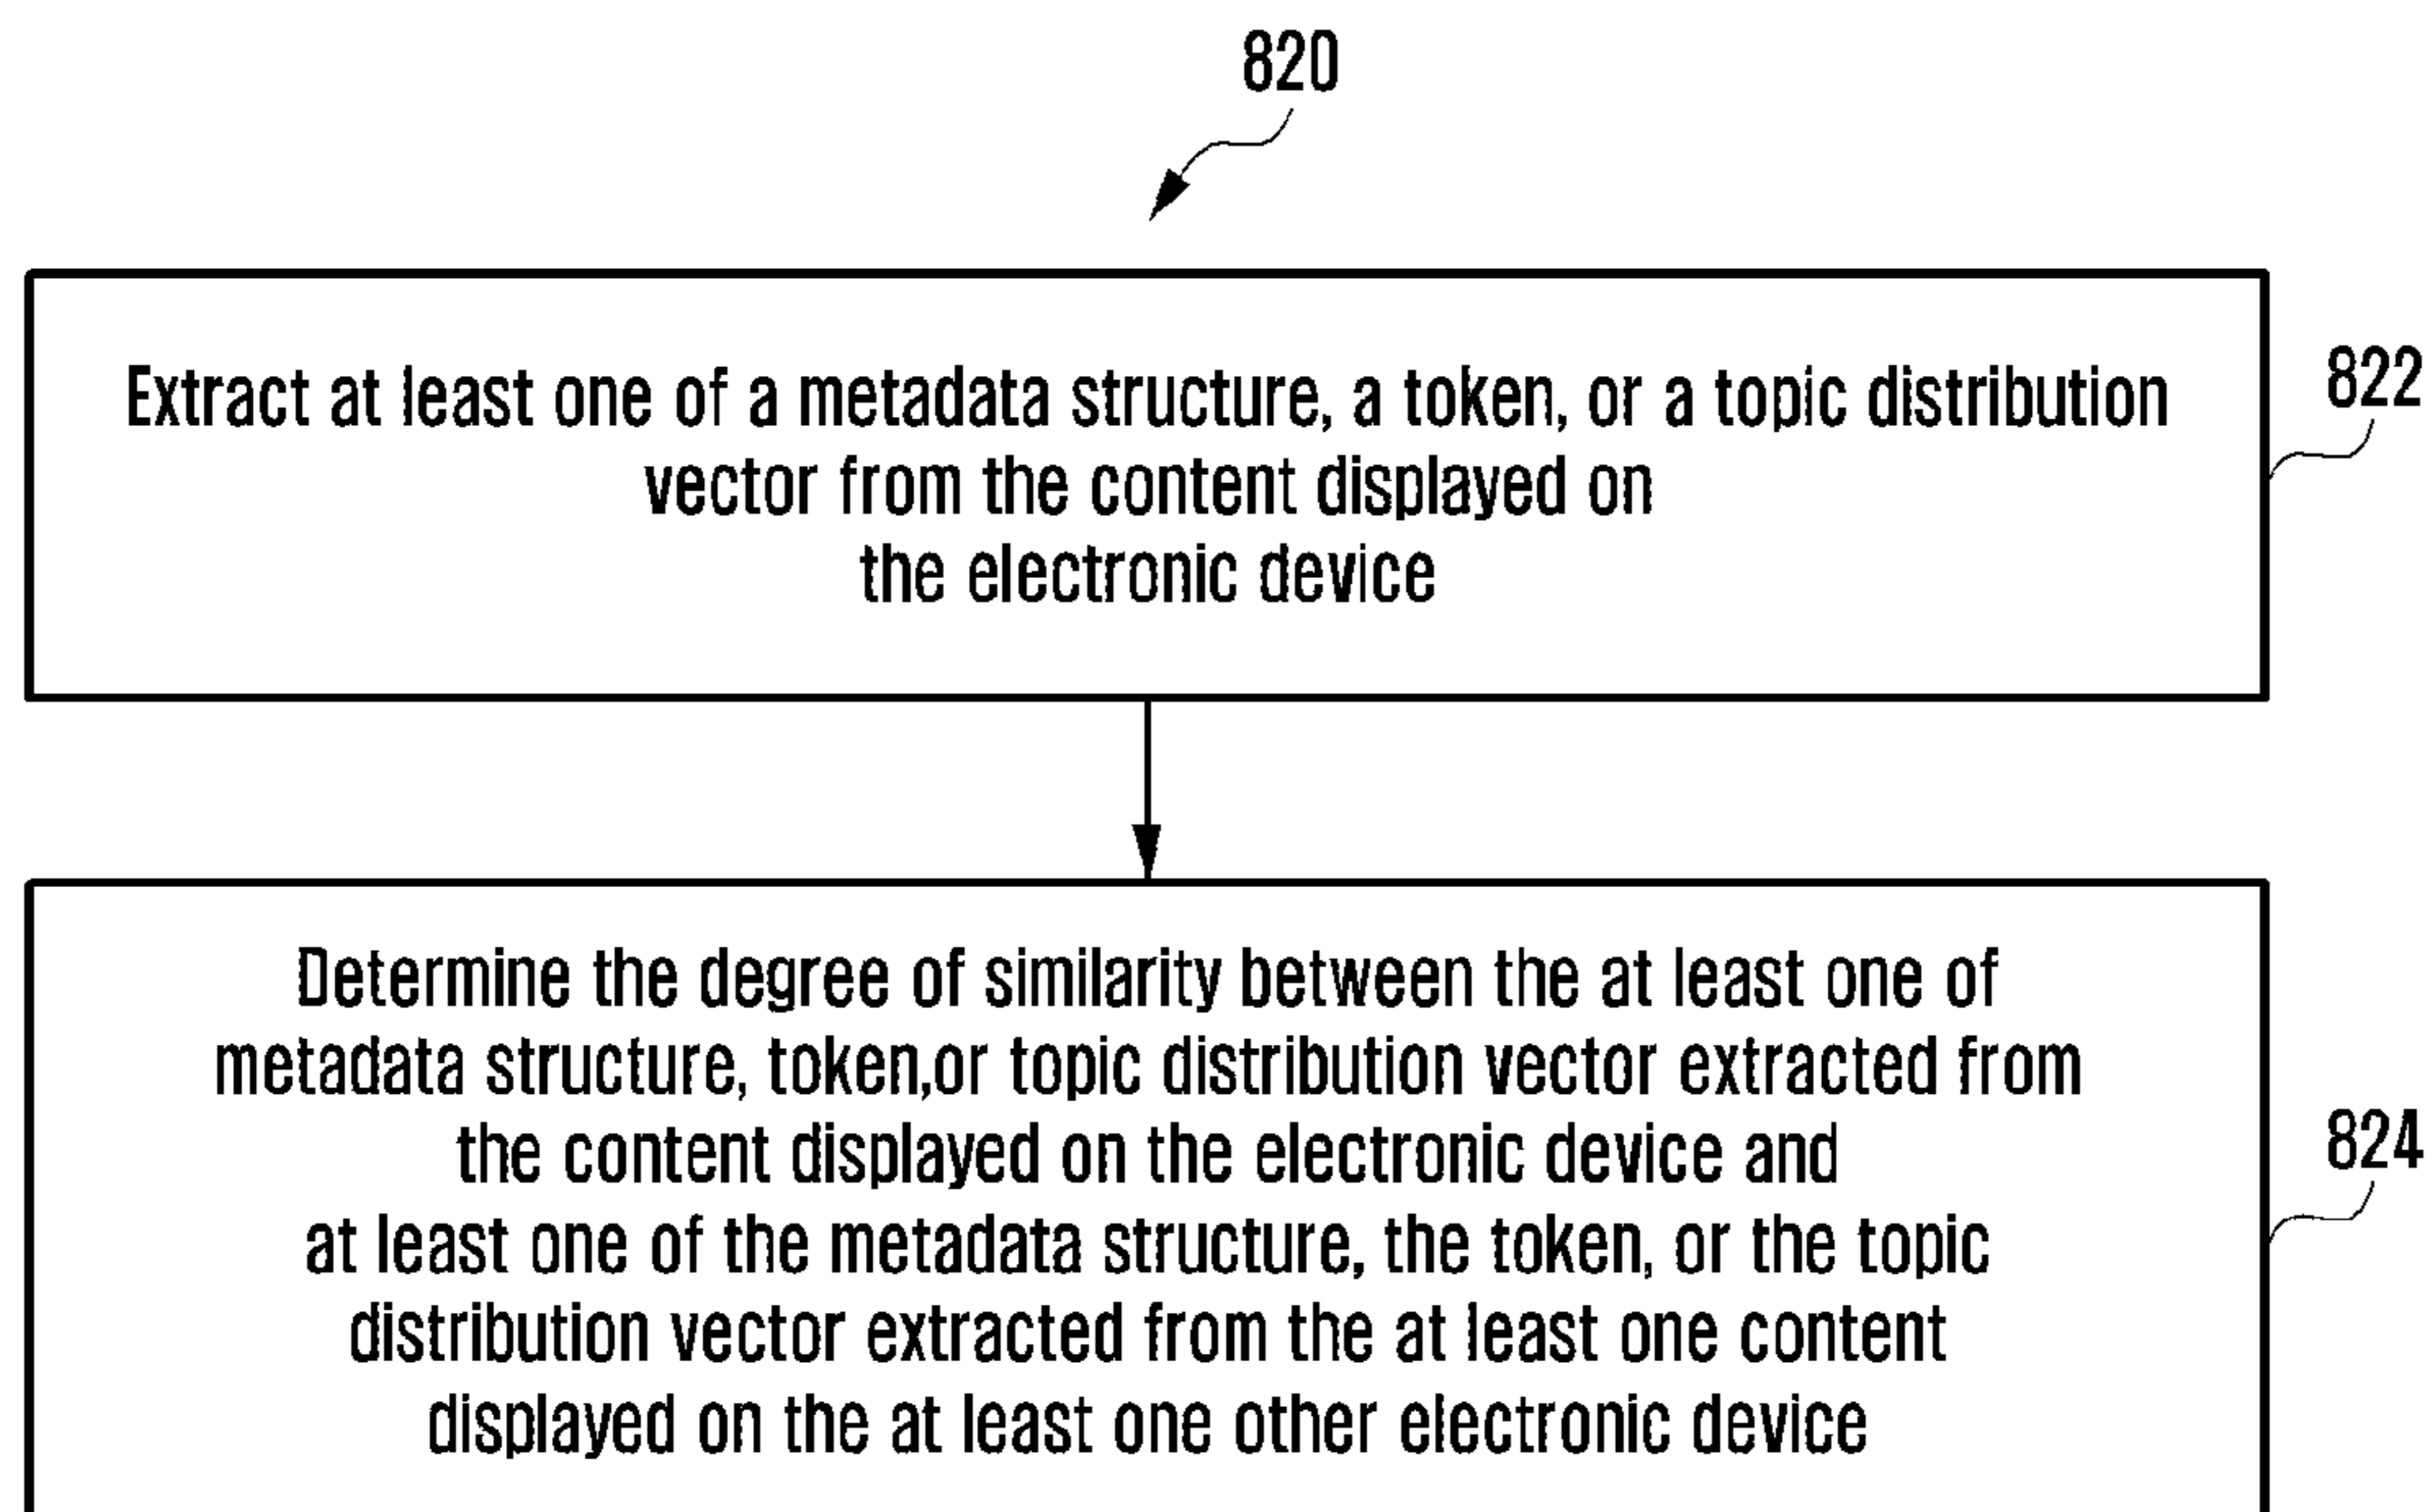 820
Extract at least one of a metadata structure, a token, or a topic distribution
vector from the content displayed on
the electronic device
822
Determine the degree of similarity between the at least one of
metadata structure, token,or topic distribution vector extracted from
the content displayed on the electronic device and
at least one of the metadata structure, the token, or the topic
distribution vector extracted from the at least one content
displayed on the at least one other electronic device
824